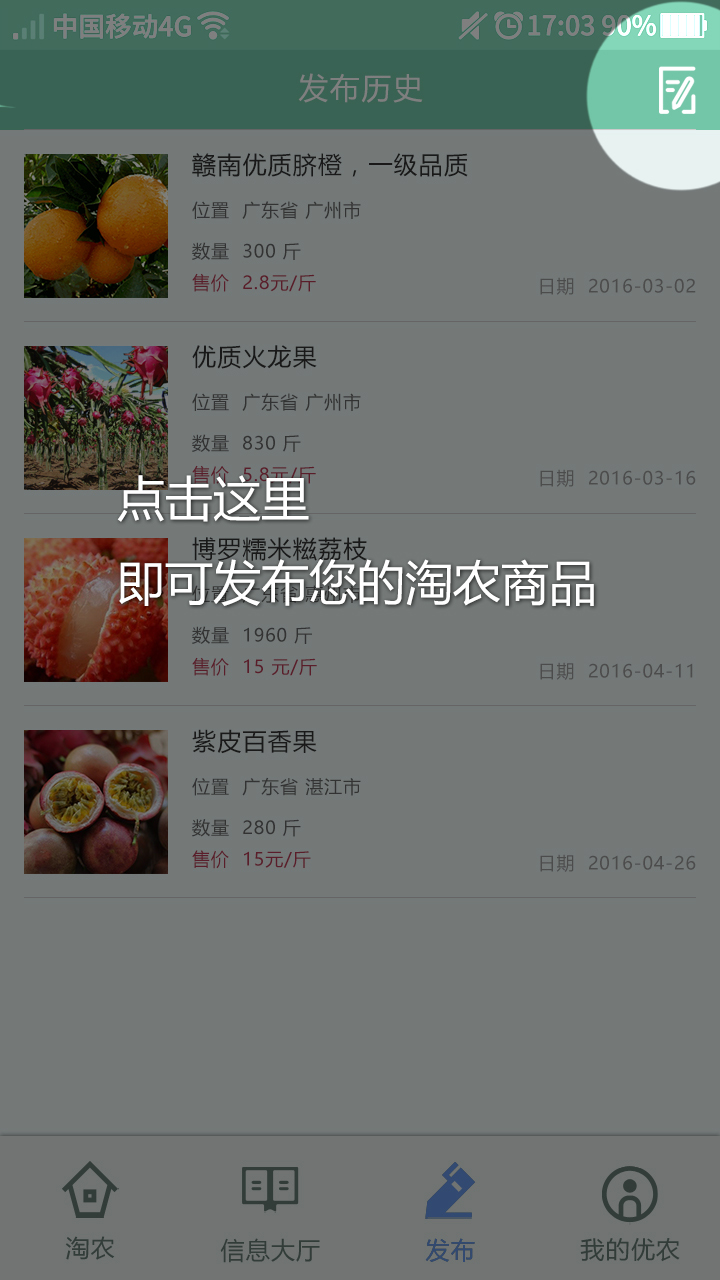 中国移动4G 17:03 90%
发布历史
赣南优质脐橙，一级品质
位置 广东省 广州市
数量 300 斤
售价 2.8元/斤 日期 2016-03-02
优质火龙果
位置 广东省 广州市
数量 830 斤
售价 5.8元/斤 日期 2016-03-16
点击这里
博罗糯米糍荔枝
即可发布您的淘农商品
数量 1960 斤
售价 15 元/斤 日期 2016-04-11
紫皮百香果
位置 广东省 湛江市
数量 280 斤
售价 15元/斤 日期 2016-04-26
淘农 信息大厅 发布 我的优农